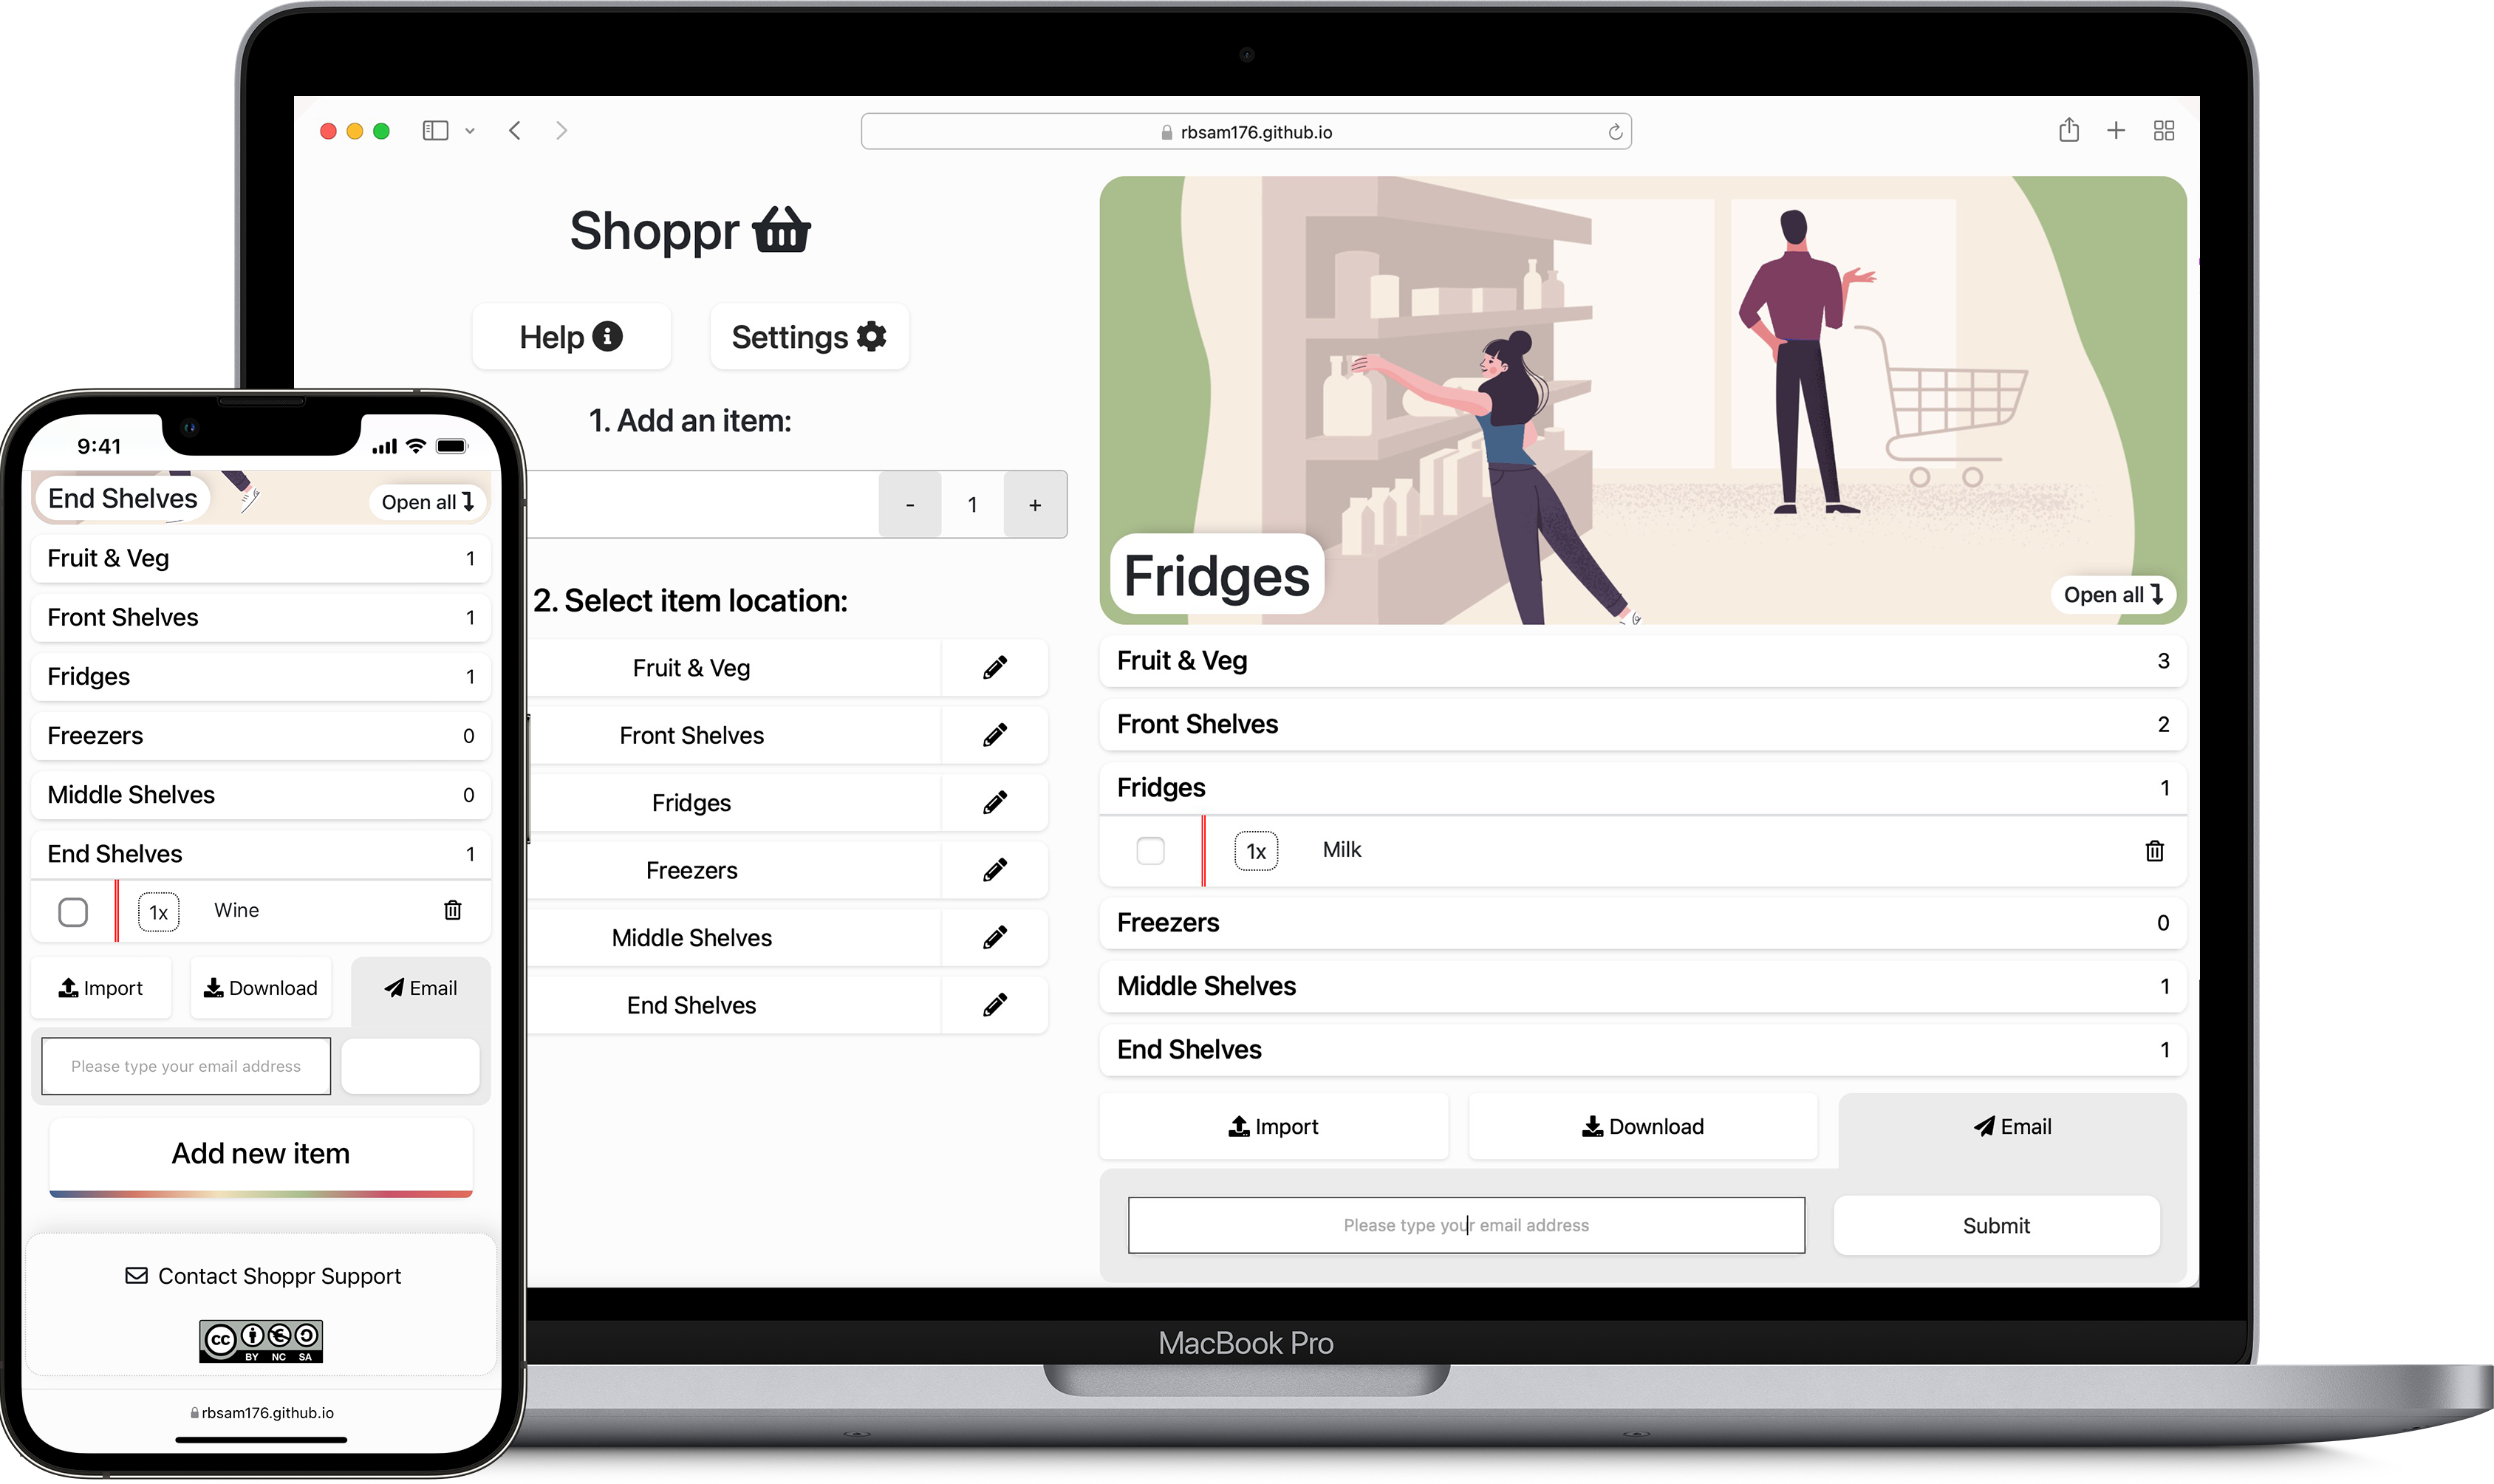 rbsam176.github.io
Shoppr
Help
Settings
1. Add an item:
- 1 +
2. Select item location:
Fruit & Veg
Front Shelves
Fridges
Freezers
Middle Shelves
End Shelves
Fridges
Open all
Fruit & Veg 3
Front Shelves 2
Fridges 1
1x Milk
Freezers 0
Middle Shelves 1
End Shelves 1
Import Download Email
Please type your email address Submit
MacBook Pro
9:41
End Shelves Open all
Fruit & Veg 1
Front Shelves 1
Fridges 1
Freezers 0
Middle Shelves 0
End Shelves 1
1x Wine
Import Download Email
Please type your email address
Add new item
Contact Shoppr Support
cc BY NC SA
rbsam176.github.io